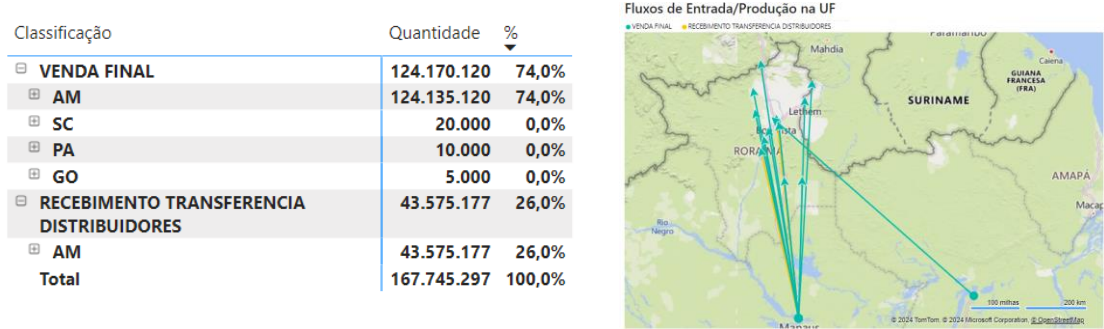 Classificação Quantidade %
VENDA FINAL 124.170.120 74,0%
AM 124.135.120 74,0%
SC 20.000 0,0%
PA 10.000 0,0%
GO 5.000 0,0%
RECEBIMENTO TRANSFERENCIA
DISTRIBUIDORES 43.575.177 26,0%
AM 43.575.177 26,0%
Total 167.745.297 100,0%
Fluxos de Entrada/Produção na UF
VENDA FINAL RECEBIMENTO TRANSFERENCIA DISTRIBUIDORES
Paramaribo
Mahdia
Caiena
GUIANA
FRANCESA
(FRA)
SURINAME
Lethem
RORAIMA
AMAPÁ
Macap
Rio
Negro
100 milhas 200 km
Manaus
© 2024 TomTom, © 2024 Microsoft Corporation, © OpenStreetMap